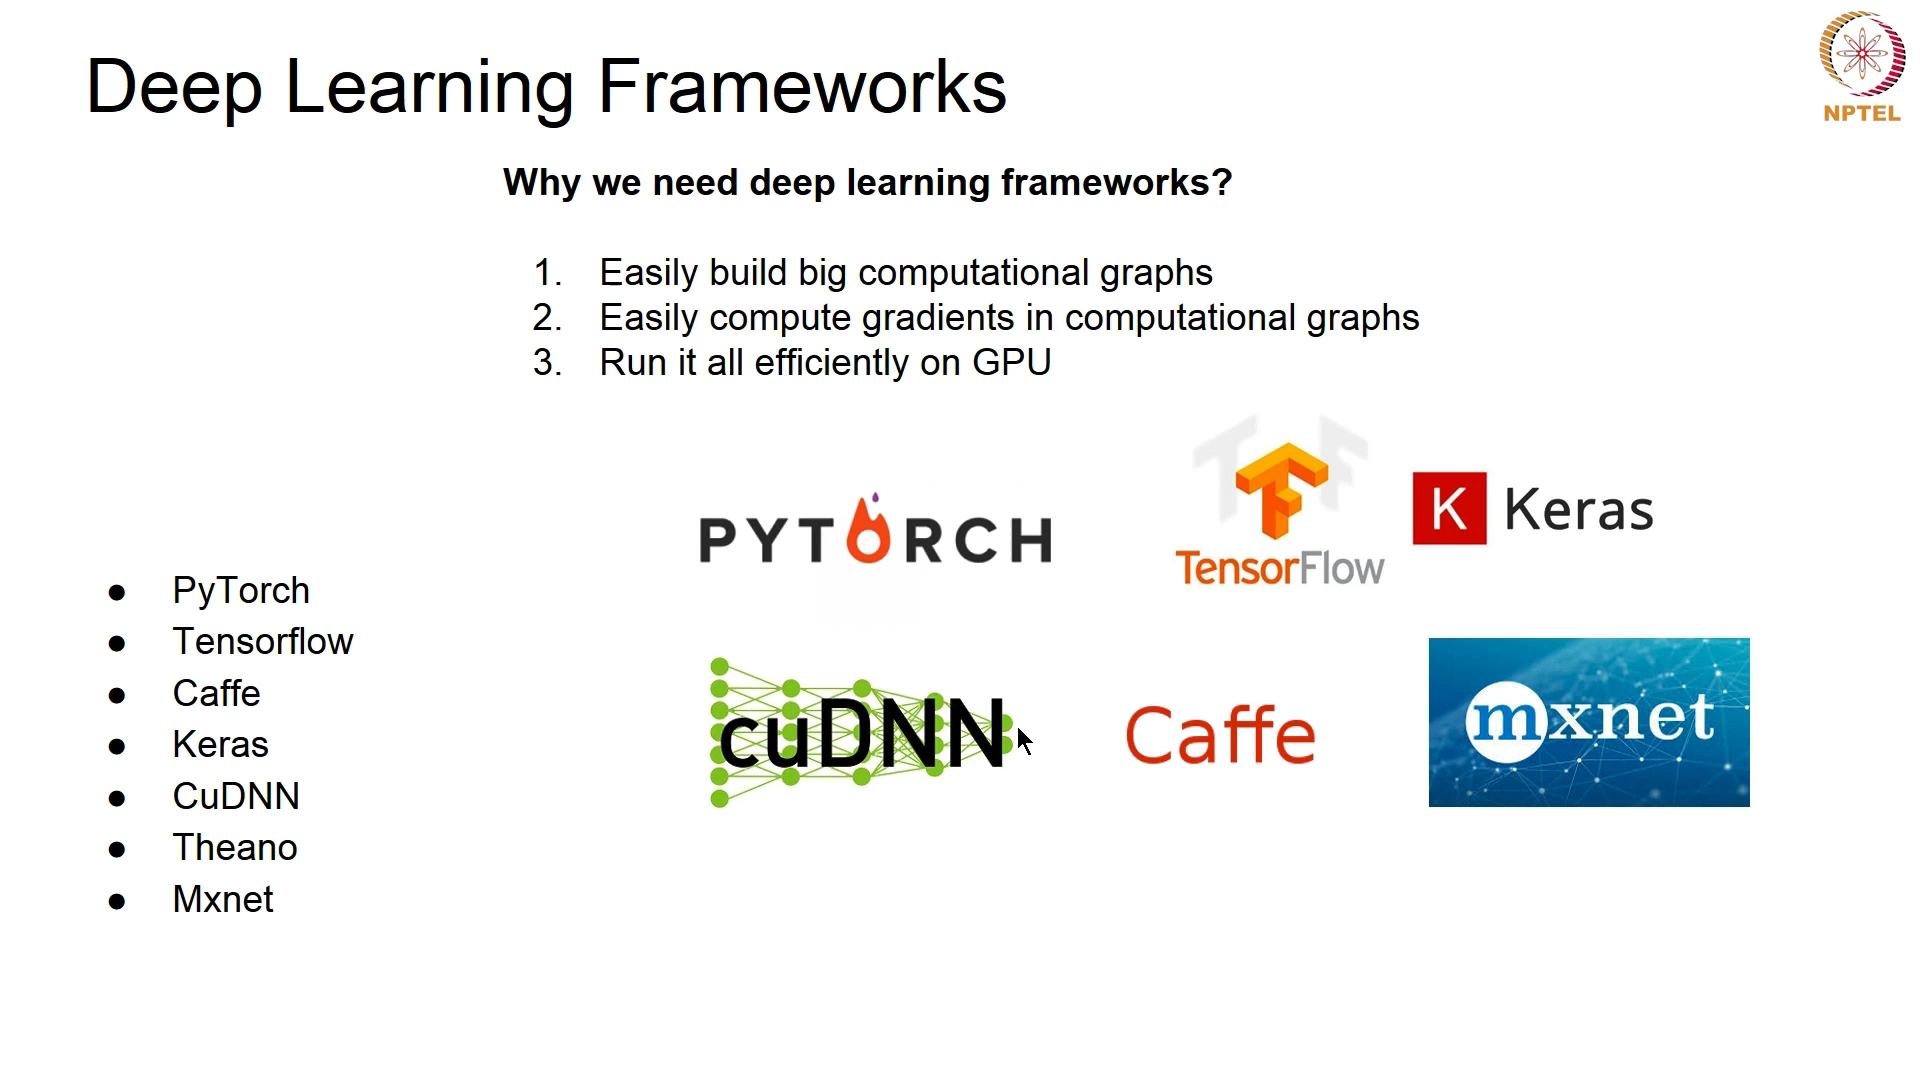 Deep Learning Frameworks
NPTEL
Why we need deep learning frameworks?
1. Easily build big computational graphs
2. Easily compute gradients in computational graphs
3. Run it all efficiently on GPU
PYTORCH
TF
TensorFlow
K Keras
● PyTorch
● Tensorflow
● Caffe
● Keras
● CuDNN
● Theano
● Mxnet
cuDNN
Caffe
mxnet